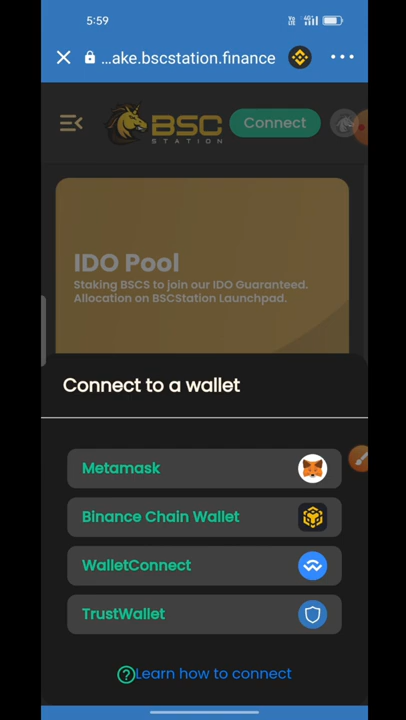 5:59
...ake.bscstation.finance
Connect
BSC
STATION
IDO Pool
Staking BSCS to join our IDO Guaranteed.
Allocation on BSCStation Launchpad.
Connect to a wallet
Metamask
Binance Chain Wallet
WalletConnect
TrustWallet
?Learn how to connect